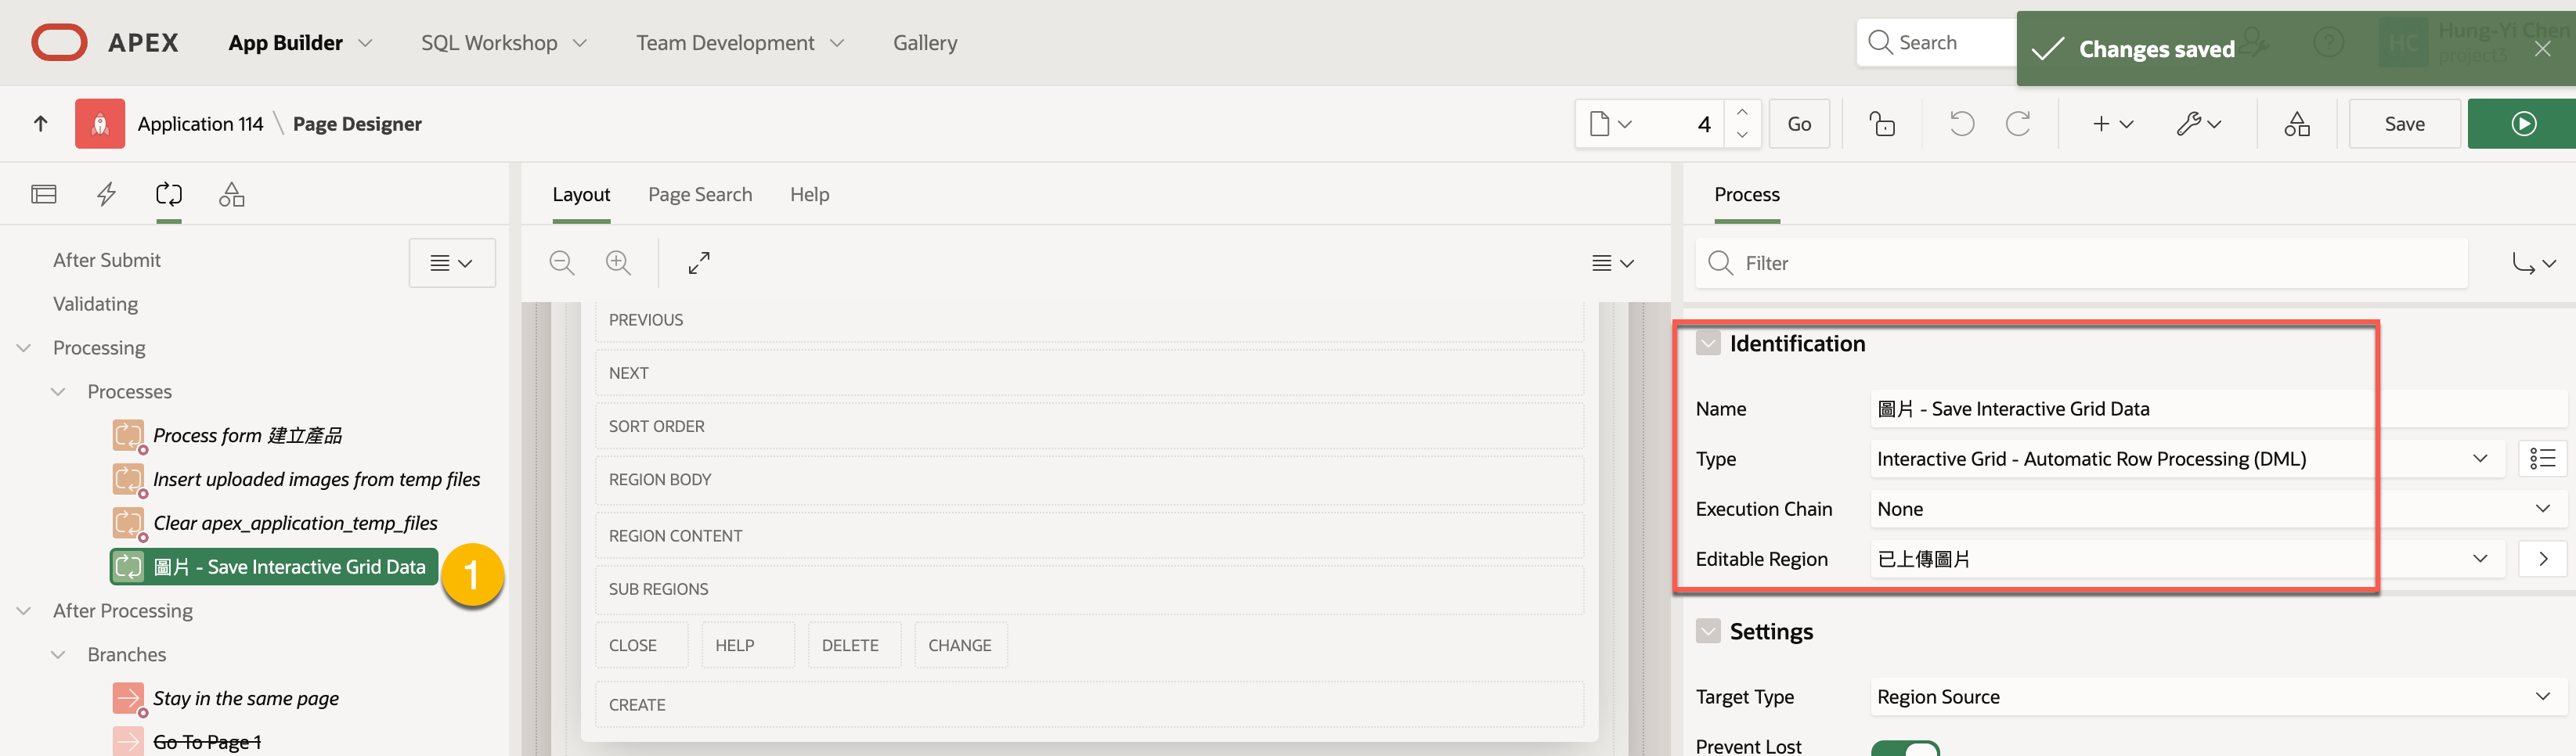 APEX App Builder SQL Workshop Team Development Gallery Search Changes saved Hung-Yi Chen
HC project3
Application 114 \ Page Designer 4 Go Save
Layout Page Search Help Process
After Submit
Filter
Validating
Processing
Processes
Process form 建立產品
Insert uploaded images from temp files
Clear apex_application_temp_files
圖片 - Save Interactive Grid Data 1
After Processing
Branches
Stay in the same page
Go To Page 1
PREVIOUS
NEXT
SORT ORDER
REGION BODY
REGION CONTENT
SUB REGIONS
CLOSE HELP DELETE CHANGE
CREATE
Identification
Name 圖片 - Save Interactive Grid Data
Type Interactive Grid - Automatic Row Processing (DML)
Execution Chain None
Editable Region 已上傳圖片
Settings
Target Type Region Source
Prevent Lost